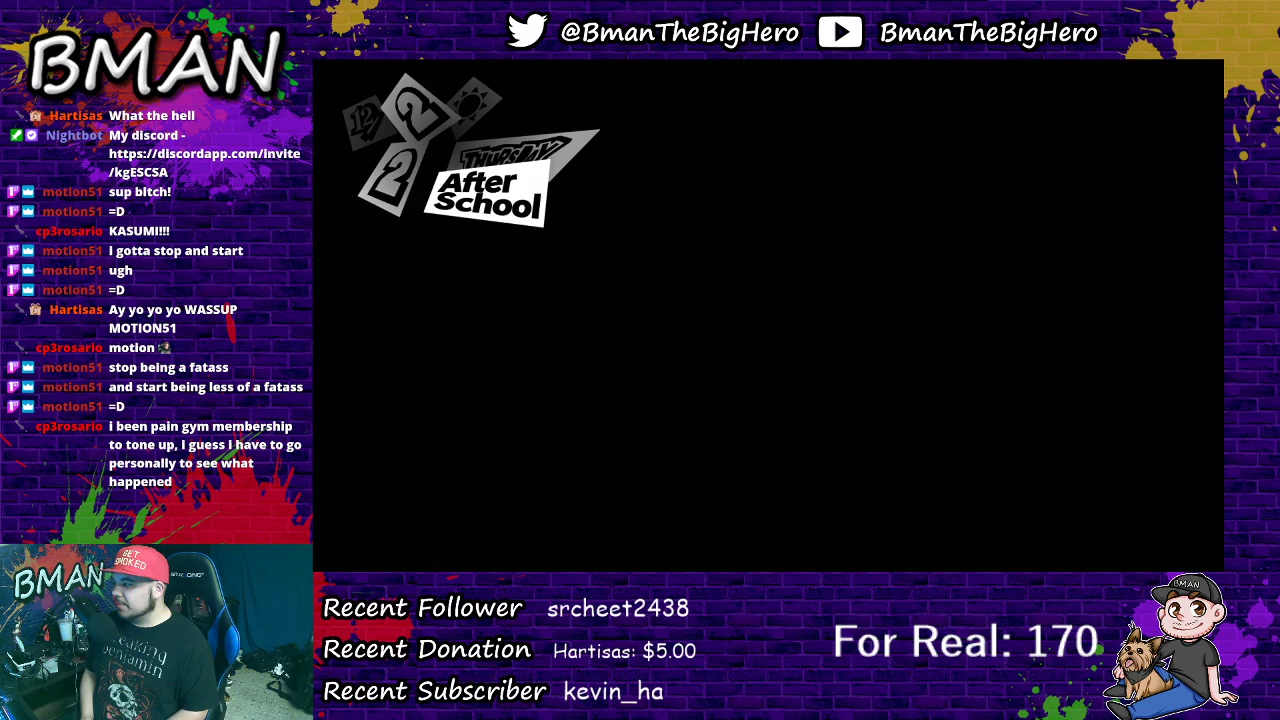 @BmanTheBigHero
BmanTheBigHero
BMAN
Hartisas What the hell
Nightbot My discord -
https://discordapp.com/invite
/kgESCSA
motion51 sup bitch!
motion51 =D
cp3rosario KASUMI!!!
motion51 I gotta stop and start
motion51 ugh
motion51 =D
Hartisas Ay yo yo yo WASSUP
MOTION51
cp3rosario motion
motion51 stop being a fatass
motion51 and start being less of a fatass
motion51 =D
cp3rosario i been pain gym membership
to tone up, I guess I have to go
personally to see what
happened
12/
2
2
THURSDAY
After
School
BMAN
GET
SMOKED
breaking
benjamin
Recent Follower srcheet2438
Recent Donation Hartisas: $5.00
Recent Subscriber kevin_ha
For Real: 170
BMAN